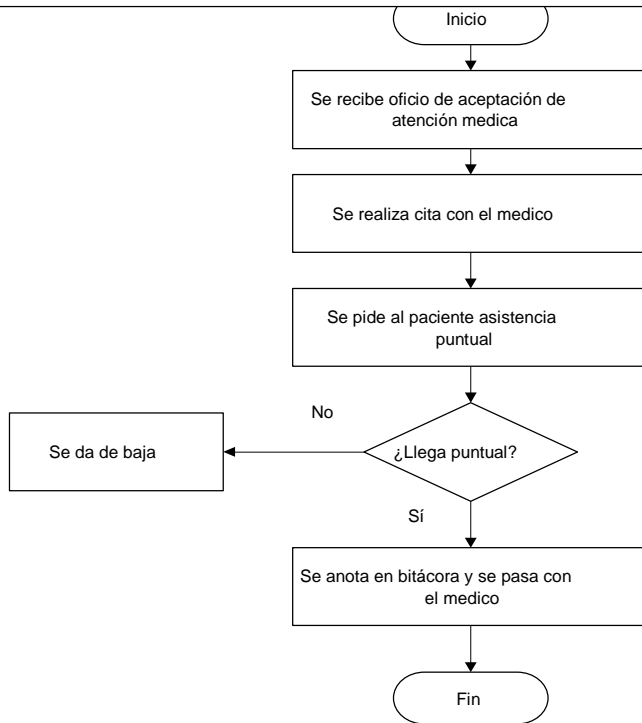 Inicio
Se recibe oficio de aceptación de
atención medica
Se realiza cita con el medico
Se pide al paciente asistencia
puntual
No
Se da de baja
¿Llega puntual?
Sí
Se anota en bitácora y se pasa con
el medico
Fin